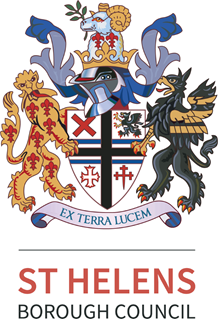 EX TERRA LUCEM
ST HELENS
BOROUGH COUNCIL